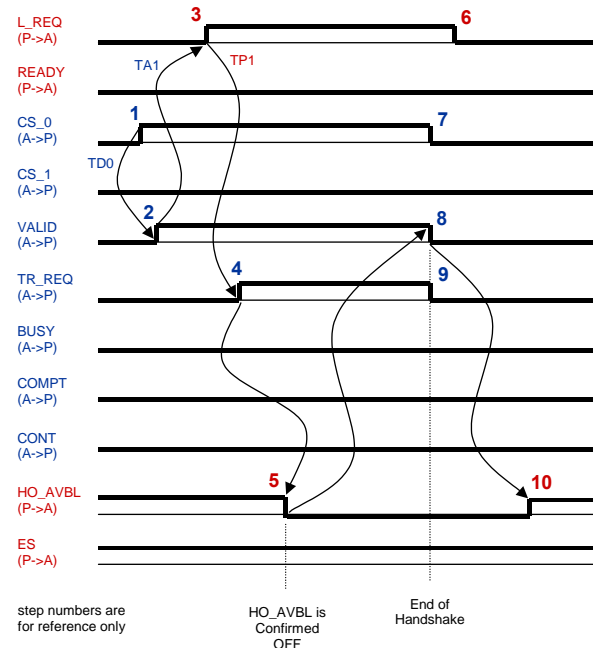 3
6
L_REQ
(P->A)
TA1
TP1
READY
(P->A)
1
7
CS_0
(A->P)
TD0
CS_1
(A->P)
2
8
VALID
(A->P)
4
9
TR_REQ
(A->P)
BUSY
(A->P)
COMPT
(A->P)
CONT
(A->P)
5
10
HO_AVBL
(P->A)
ES
(P->A)
step numbers are
for reference only
HO_AVBL is
Confirmed
OFF
End of
Handshake